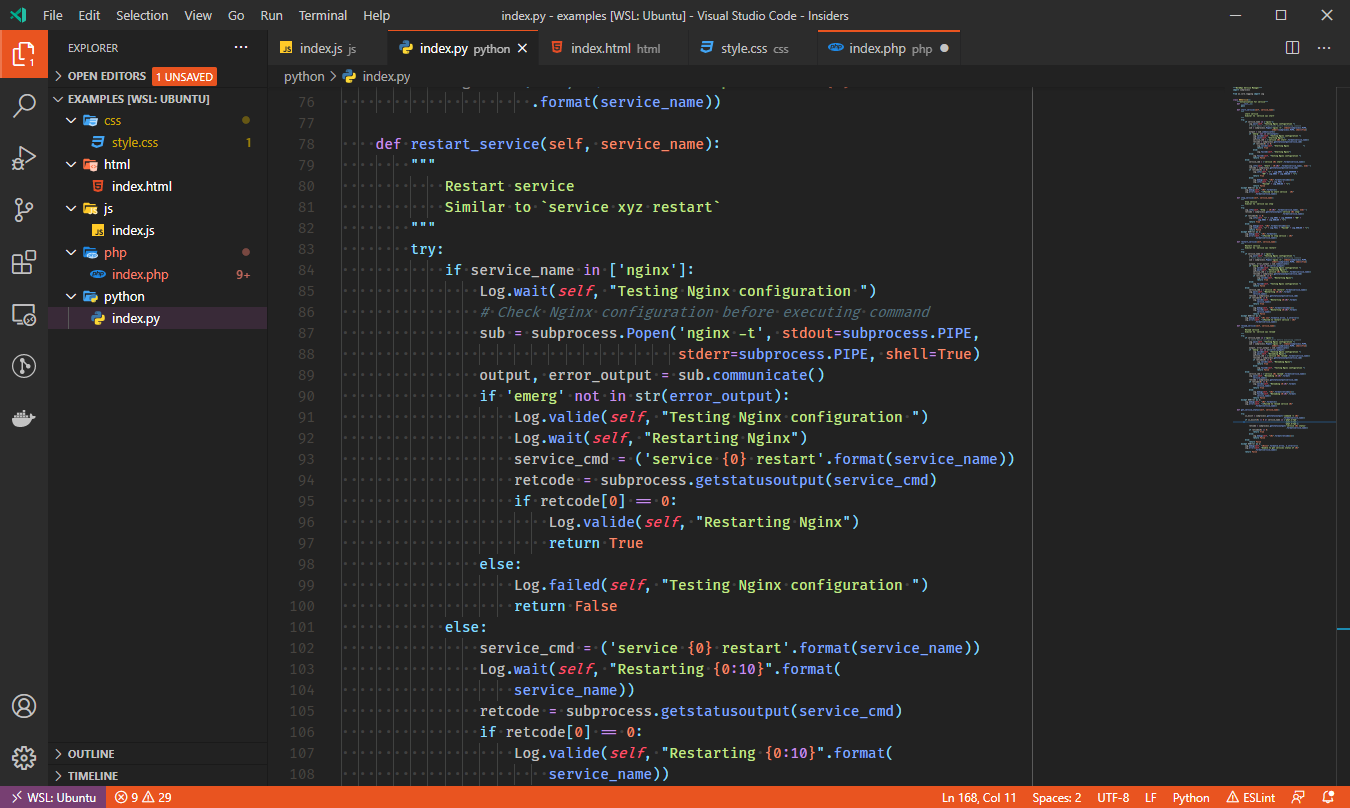 File Edit Selection View Go Run Terminal Help index.py - examples [WSL: Ubuntu] - Visual Studio Code - Insiders
EXPLORER
index.js js
index.py python
index.html html
style.css css
index.php php
1
OPEN EDITORS 1 UNSAVED
python > index.py
EXAMPLES [WSL: UBUNTU]
css
style.css 1
html
index.html
js
index.js
php
index.php 9+
python
index.py
OUTLINE
TIMELINE
76 .format(service_name))
77
78 def restart_service(self, service_name):
79 """
80 Restart service
81 Similar to `service xyz restart`
82 """
83 try:
84 if service_name in ['nginx']:
85 Log.wait(self, "Testing Nginx configuration ")
86 # Check Nginx configuration before executing command
87 sub = subprocess.Popen('nginx -t', stdout=subprocess.PIPE,
88 stderr=subprocess.PIPE, shell=True)
89 output, error_output = sub.communicate()
90 if 'emerg' not in str(error_output):
91 Log.valide(self, "Testing Nginx configuration ")
92 Log.wait(self, "Restarting Nginx")
93 service_cmd = ('service {0} restart'.format(service_name))
94 retcode = subprocess.getstatusoutput(service_cmd)
95 if retcode[0] == 0:
96 Log.valide(self, "Restarting Nginx")
97 return True
98 else:
99 Log.failed(self, "Testing Nginx configuration ")
100 return False
101 else:
102 service_cmd = ('service {0} restart'.format(service_name))
103 Log.wait(self, "Restarting {0:10}".format(
104 service_name))
105 retcode = subprocess.getstatusoutput(service_cmd)
106 if retcode[0] == 0:
107 Log.valide(self, "Restarting {0:10}".format(
108 service_name))
WSL: Ubuntu 9 29 Ln 168, Col 11 Spaces: 2 UTF-8 LF Python ESLint